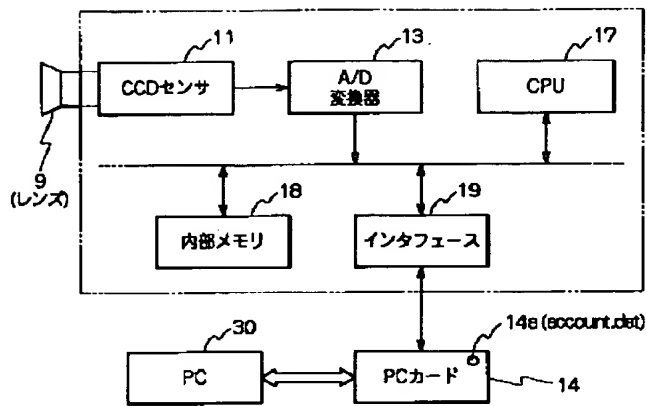 11
13
17
CCDセンサ
A/D
変換器
CPU
9
(レンズ)
18
19
内部メモリ
インタフェース
14a (account.dat)
30
PC
PCカード
14